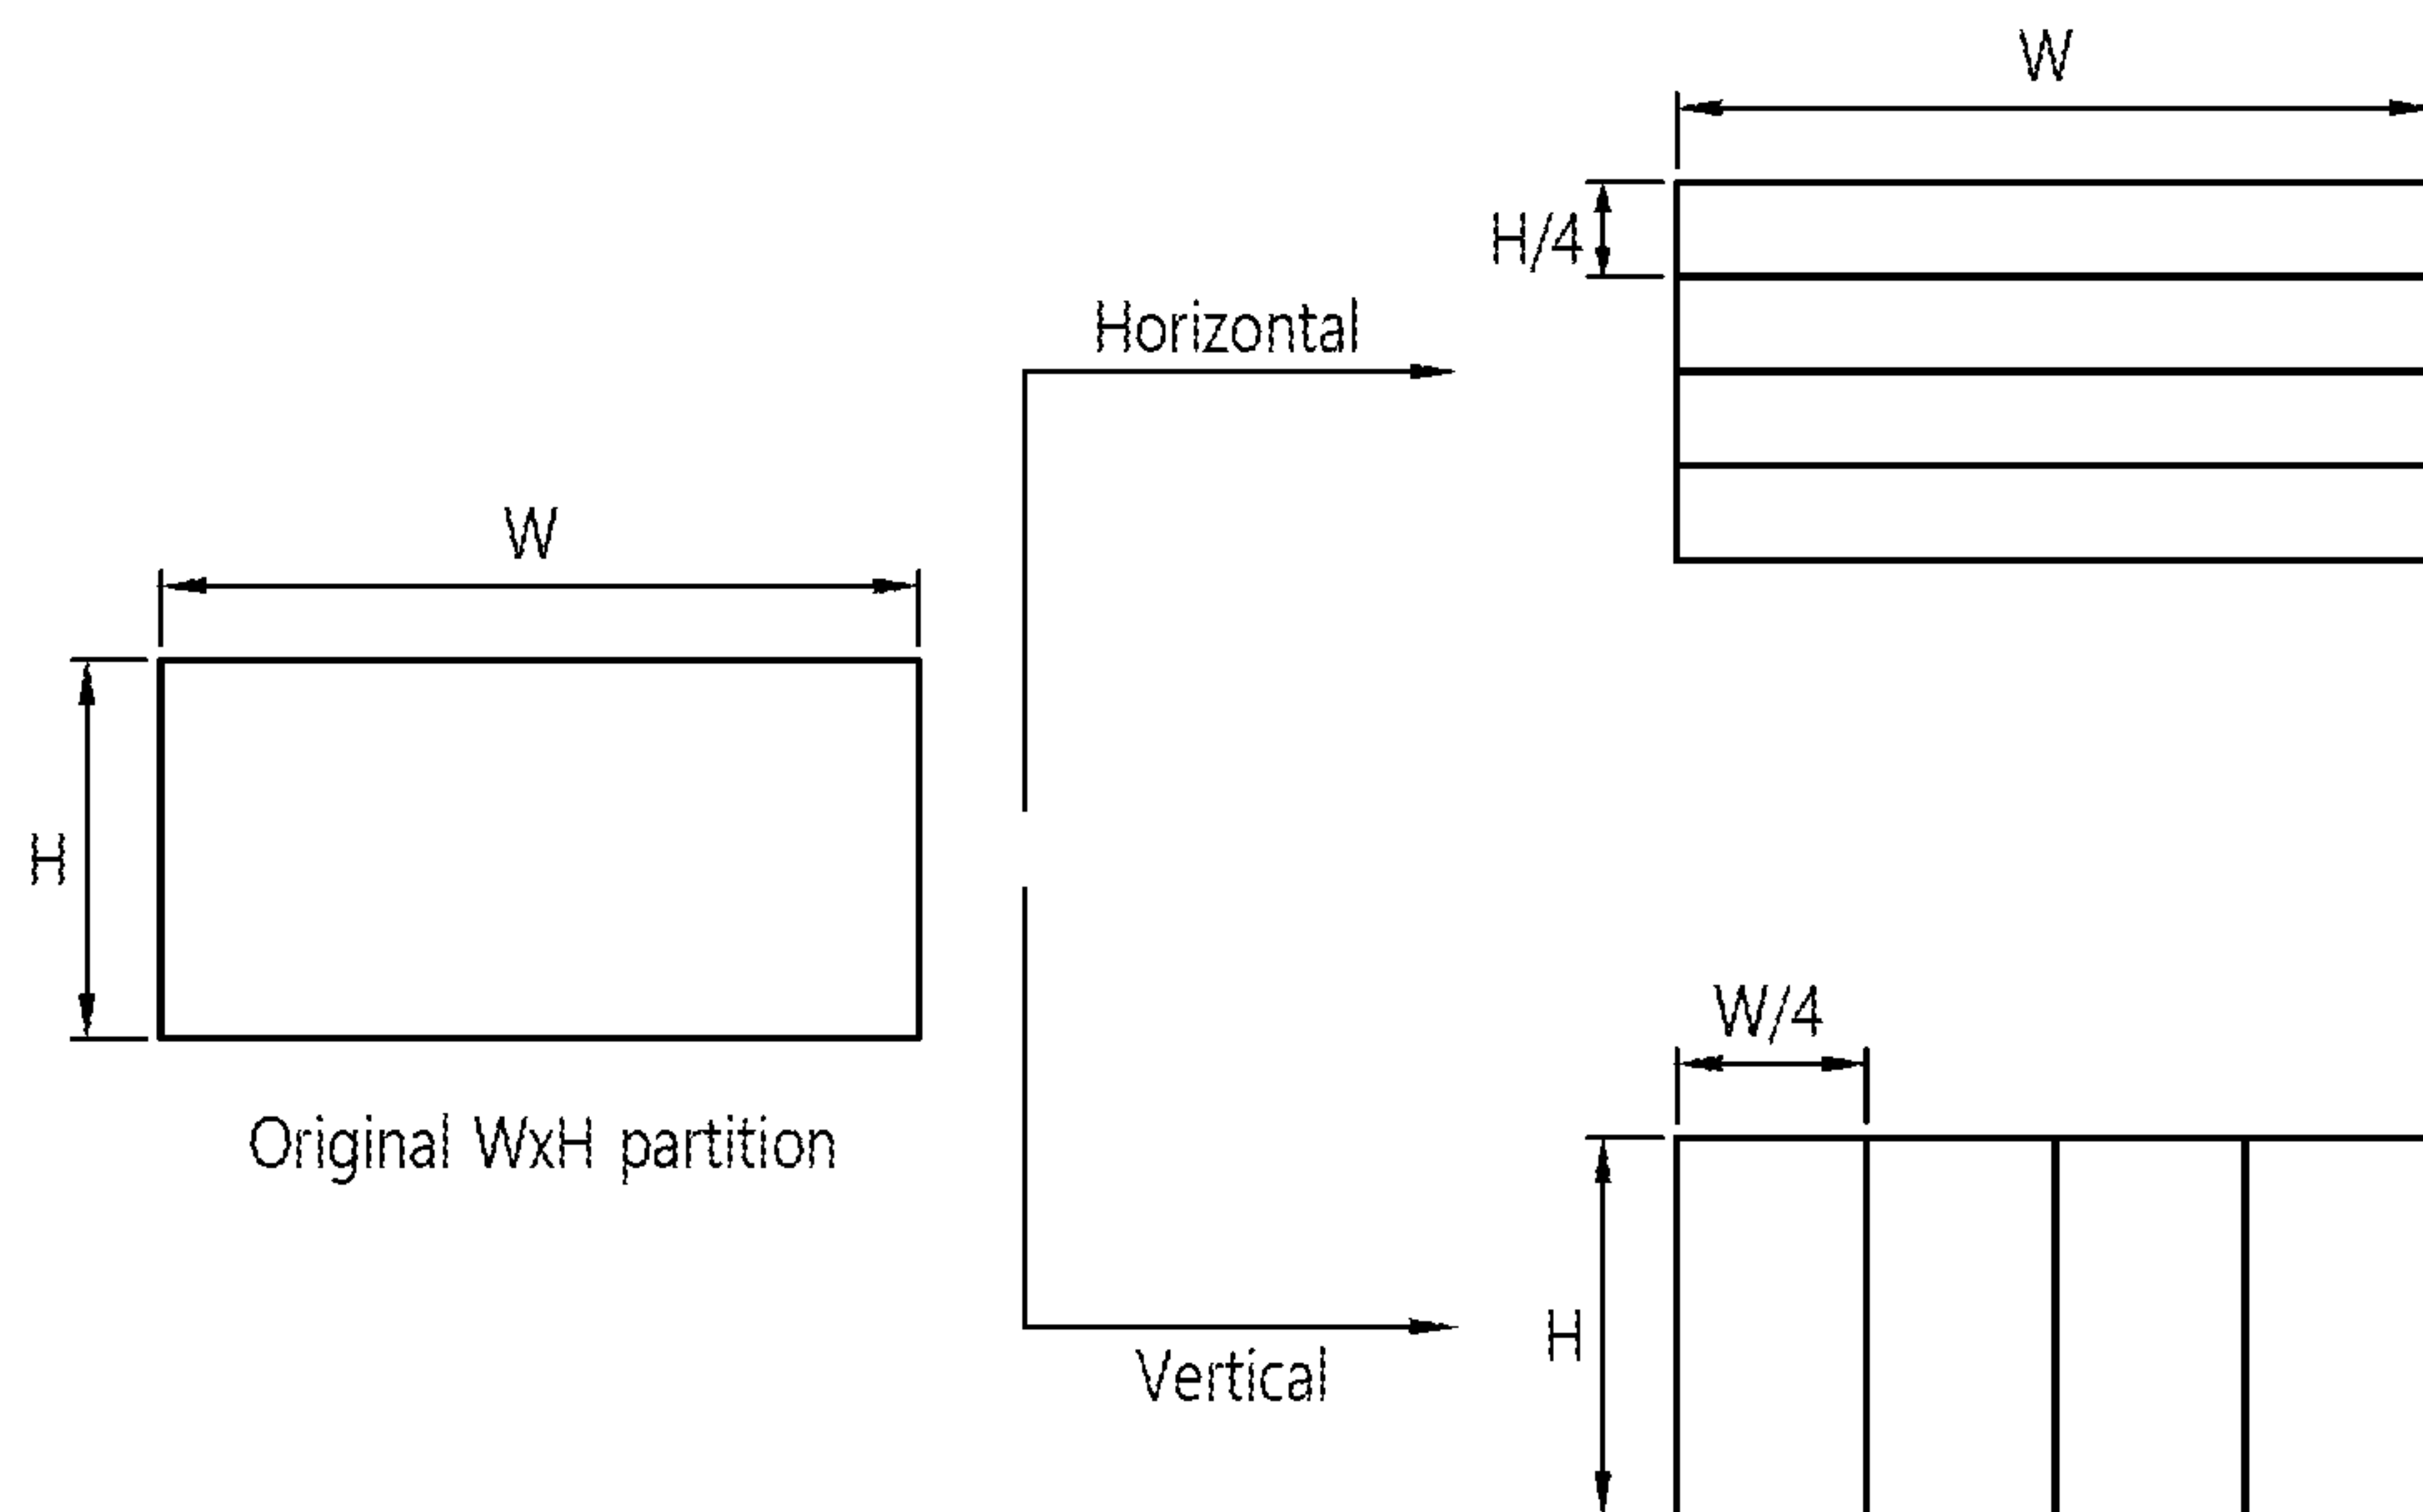 W
H/4
Horizontal
W
H
Original WxH partition
W/4
H
Vertical